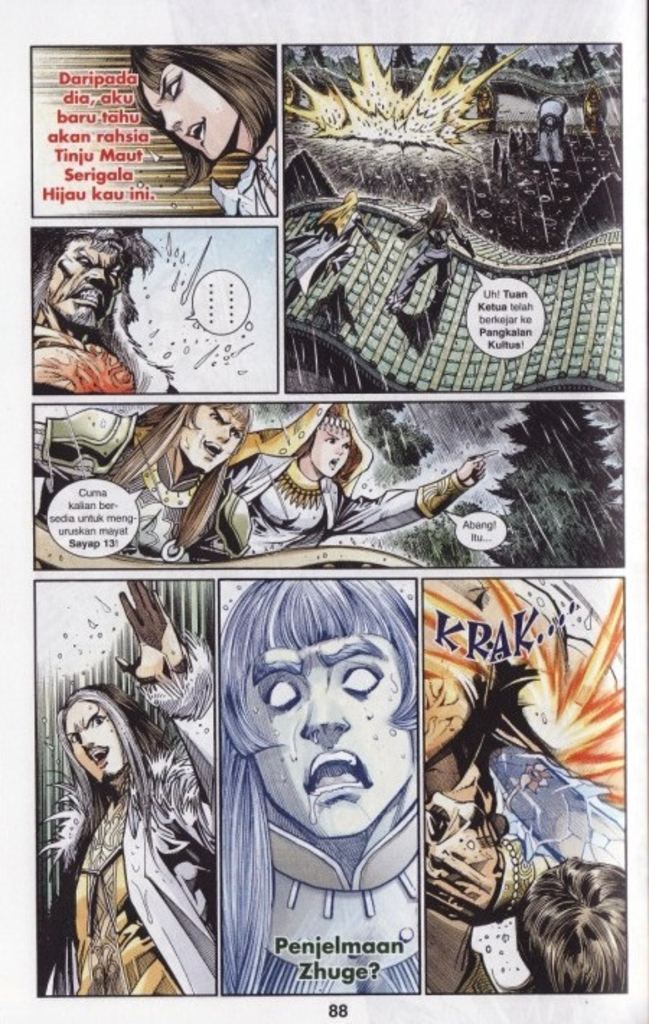 Daripada
dia, aku
baru tahu
akan rahsia
Tinju Maut
Serigala
Hijau kau ini.
Uh! Tuan
Ketua telah
berkejar ke
Pangkalan
Kultus!
......
Cuma
kalian ber-
sedia untuk meng-
uruskan mayat
Sayap 13!
Abang!
Itu...
Penjelmaan
Zhuge?
KRAK...
88